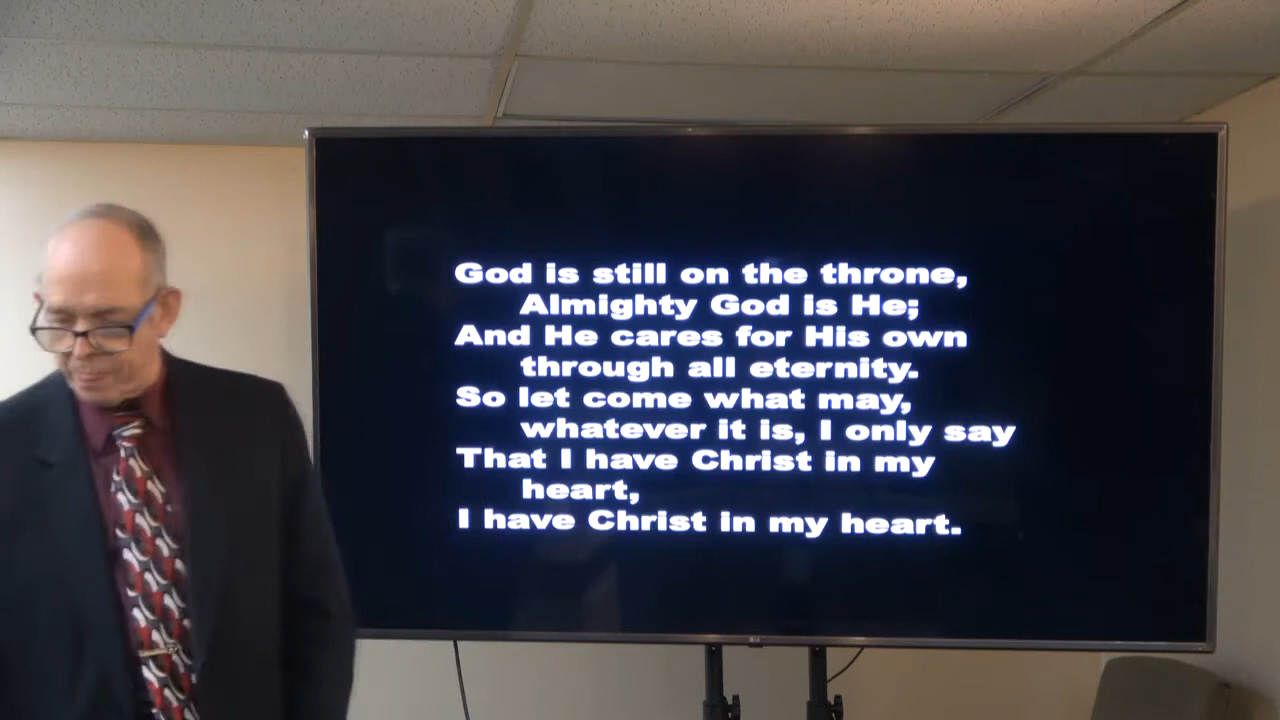 God is still on the throne,
Almighty God is He;
And He cares for His own
through all eternity.
So let come what may,
whatever it is, I only say
That I have Christ in my
heart,
I have Christ in my heart.